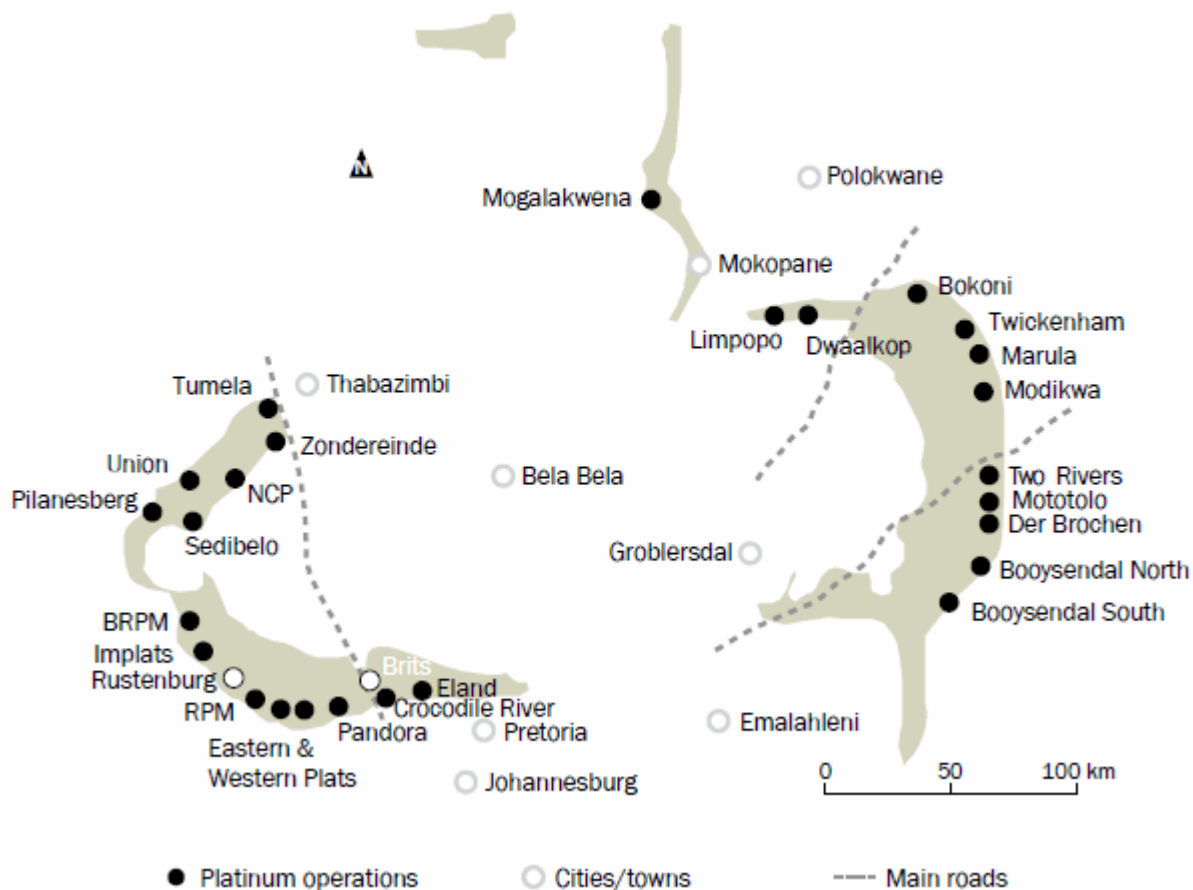 N
Polokwane
Mogalakwena
Mokopane
Bokoni
Limpopo
Dwaalkop
Twickenham
Marula
Modikwa
Tumela
Thabazimbi
Zondereinde
Union
NCP
Pilanesberg
Sedibelo
Bela Bela
Two Rivers
Mototolo
Der Brochen
Groblersdal
Booysendal North
Booysendal South
BRPM
Implats
Rustenburg
Brits
Eland
Crocodile River
RPM
Pandora
Pretoria
Eastern &
Western Plats
Johannesburg
Emalahleni
0 50 100 km
Platinum operations
Cities/towns
Main roads